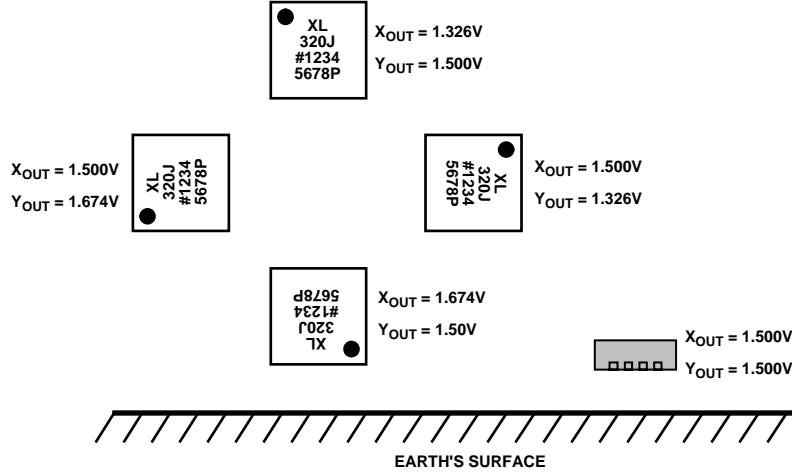 XL
320J
#1234
5678P
XOUT = 1.326V
YOUT = 1.500V
XOUT = 1.500V
YOUT = 1.674V
XL
320J
#1234
5678P
XL
320J
#1234
5678P
XOUT = 1.500V
YOUT = 1.326V
XL
320J
#1234
5678P
XOUT = 1.674V
YOUT = 1.50V
XOUT = 1.500V
YOUT = 1.500V
EARTH'S SURFACE